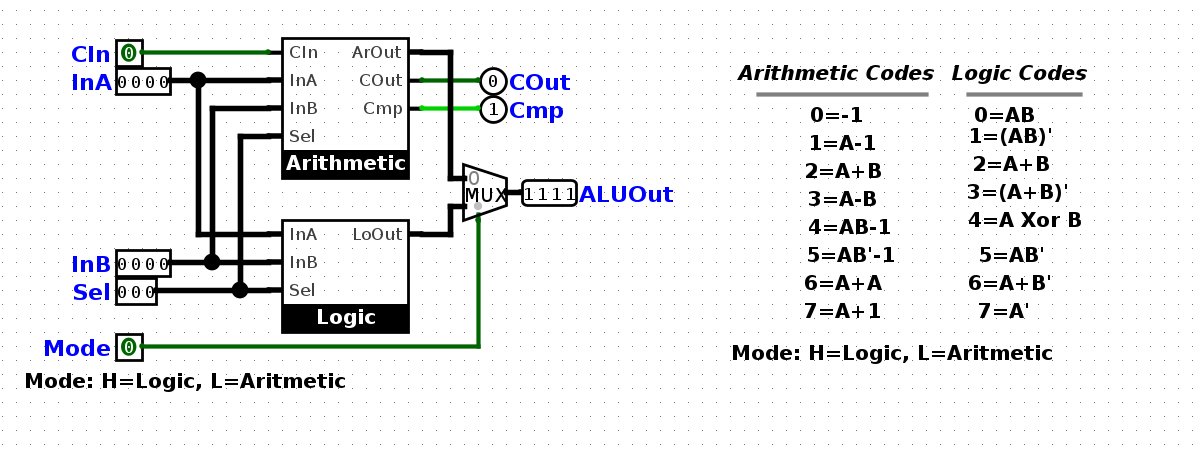 CIn 0 CIn ArOut
InA 0000 InA COut 0 COut
InB Cmp 1 Cmp
Sel
Arithmetic
0
MUX 1111 ALUOut
InA LoOut
InB 0000 InB
Sel 000 Sel
Logic
Mode 0
Mode: H=Logic, L=Aritmetic
Arithmetic Codes
0=-1
1=A-1
2=A+B
3=A-B
4=AB-1
5=AB'-1
6=A+A
7=A+1
Logic Codes
0=AB
1=(AB)'
2=A+B
3=(A+B)'
4=A Xor B
5=AB'
6=A+B'
7=A'
Mode: H=Logic, L=Aritmetic